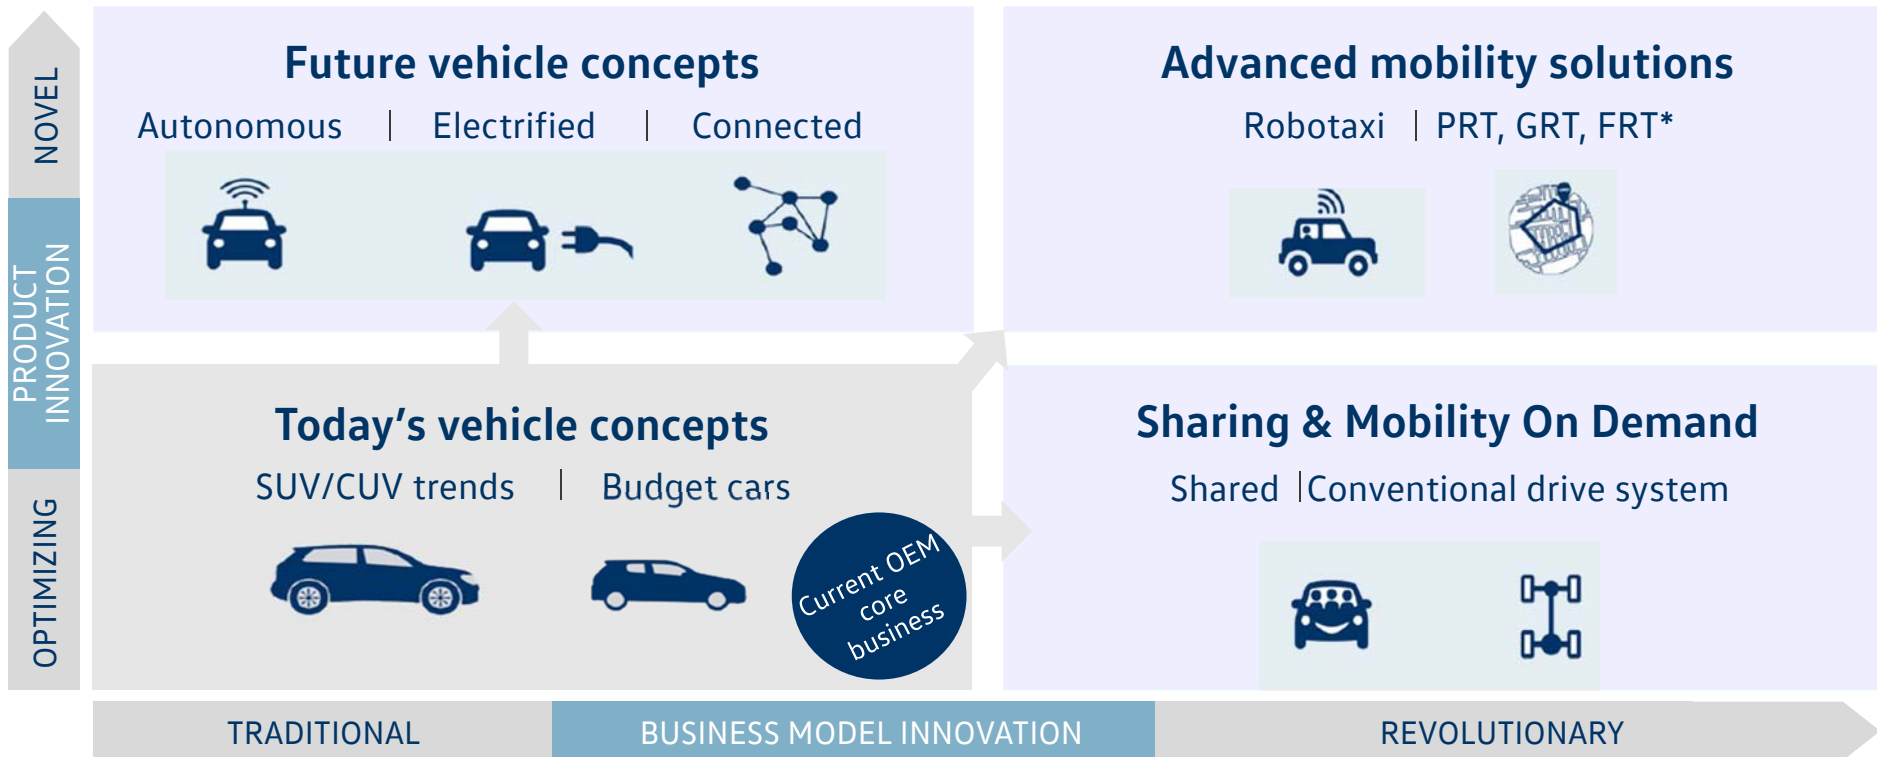 NOVEL
PRODUCT
INNOVATION
OPTIMIZING
Future vehicle concepts
Autonomous | Electrified | Connected
Advanced mobility solutions
Robotaxi | PRT, GRT, FRT*
Today's vehicle concepts
SUV/CUV trends | Budget cars
Current OEM
core
business
Sharing & Mobility On Demand
Shared | Conventional drive system
TRADITIONAL
BUSINESS MODEL INNOVATION
REVOLUTIONARY